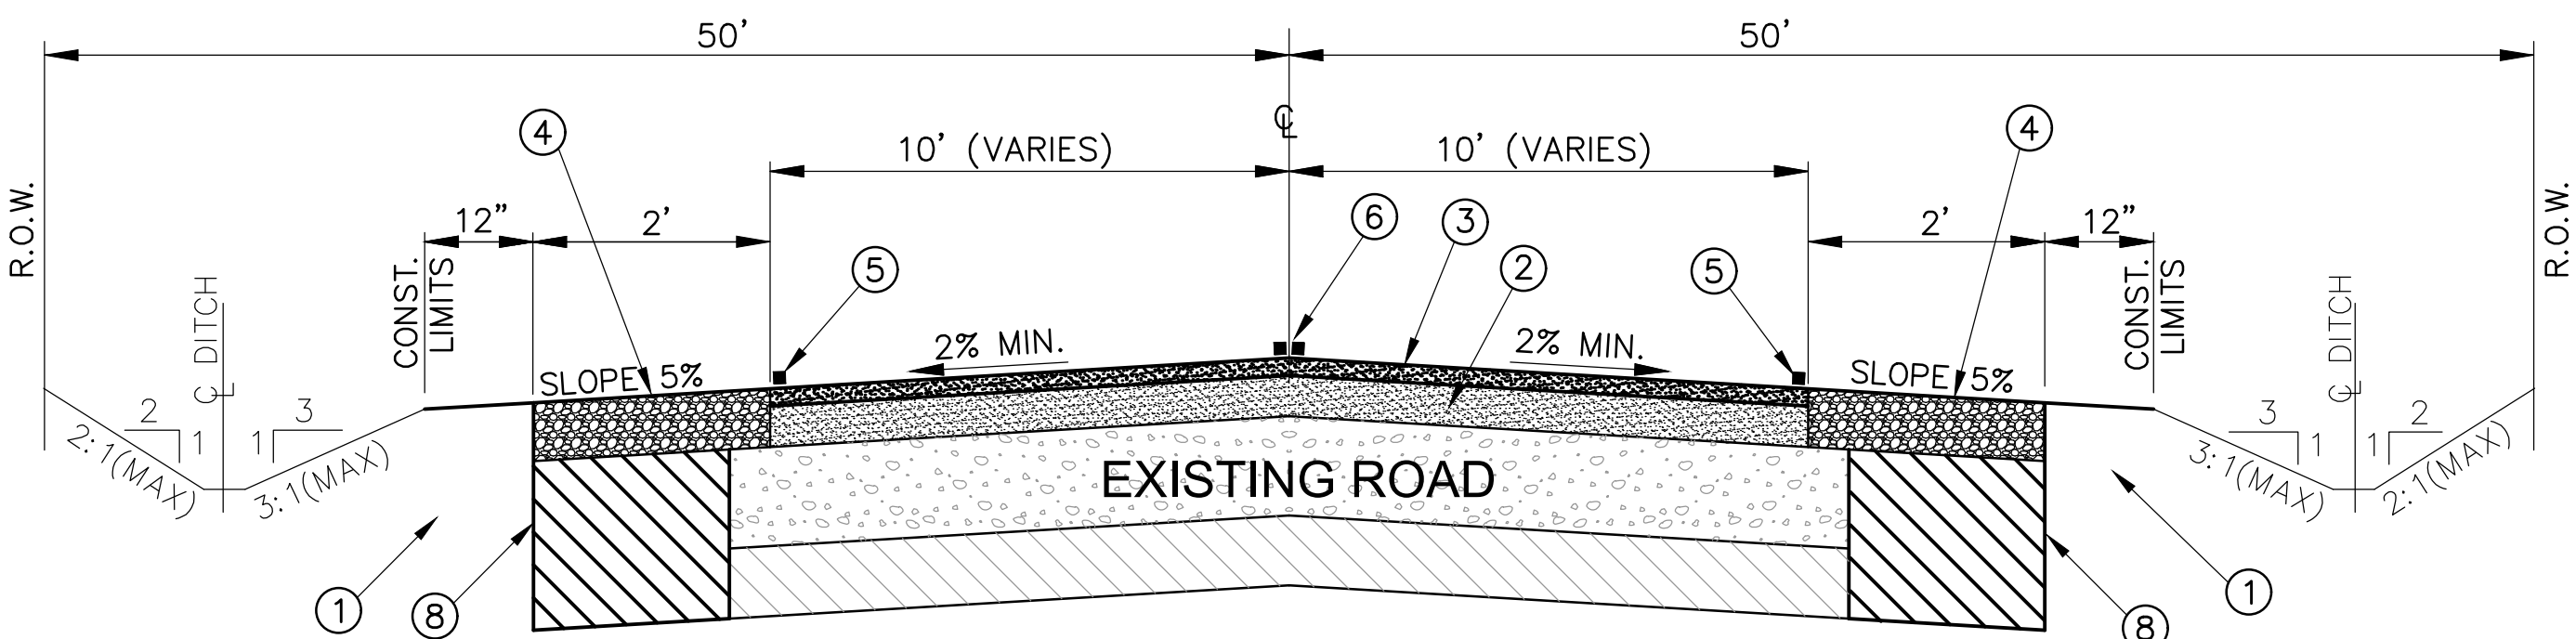 50' 50'
℄
10' (VARIES) 10' (VARIES)
4 4
R.O.W. R.O.W.
12" 2' 6 3 2' 12"
CONST.
LIMITS
CONST.
LIMITS
5 2 5
℄ DITCH ℄ DITCH
2% MIN. 2% MIN.
SLOPE 5% SLOPE 5%
2 1 1 3 3 1 1 2
2:1(MAX) 3:1(MAX) 3:1(MAX) 2:1(MAX)
EXISTING ROAD
1 8 1 8